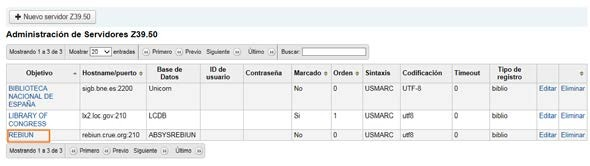 + Nuevo servidor Z39.50
Administración de Servidores Z39.50
Mostrando 1 a 3 de 3 Mostrar 20 entradas Primero Previo Siguiente Último Buscar:
Objetivo Hostname/puerto Base de Datos ID de usuario Contraseña Marcado Orden Sintaxis Codificación Timeout Tipo de registro
BIBLIOTECA NACIONAL DE ESPAÑA sigb.bne.es.2200 Unicorn No 0 USMARC UTF-8 0 biblio Editar Eliminar
LIBRARY OF CONGRESS lx2.loc.gov:210 LCDB Si 1 USMARC utf8 0 biblio Editar Eliminar
REBIUN rebiun.crue.org:210 ABSYSREBIUN No 0 USMARC utf8 0 biblio Editar Eliminar
Mostrando 1 a 3 de 3 Primero Previo Siguiente Último